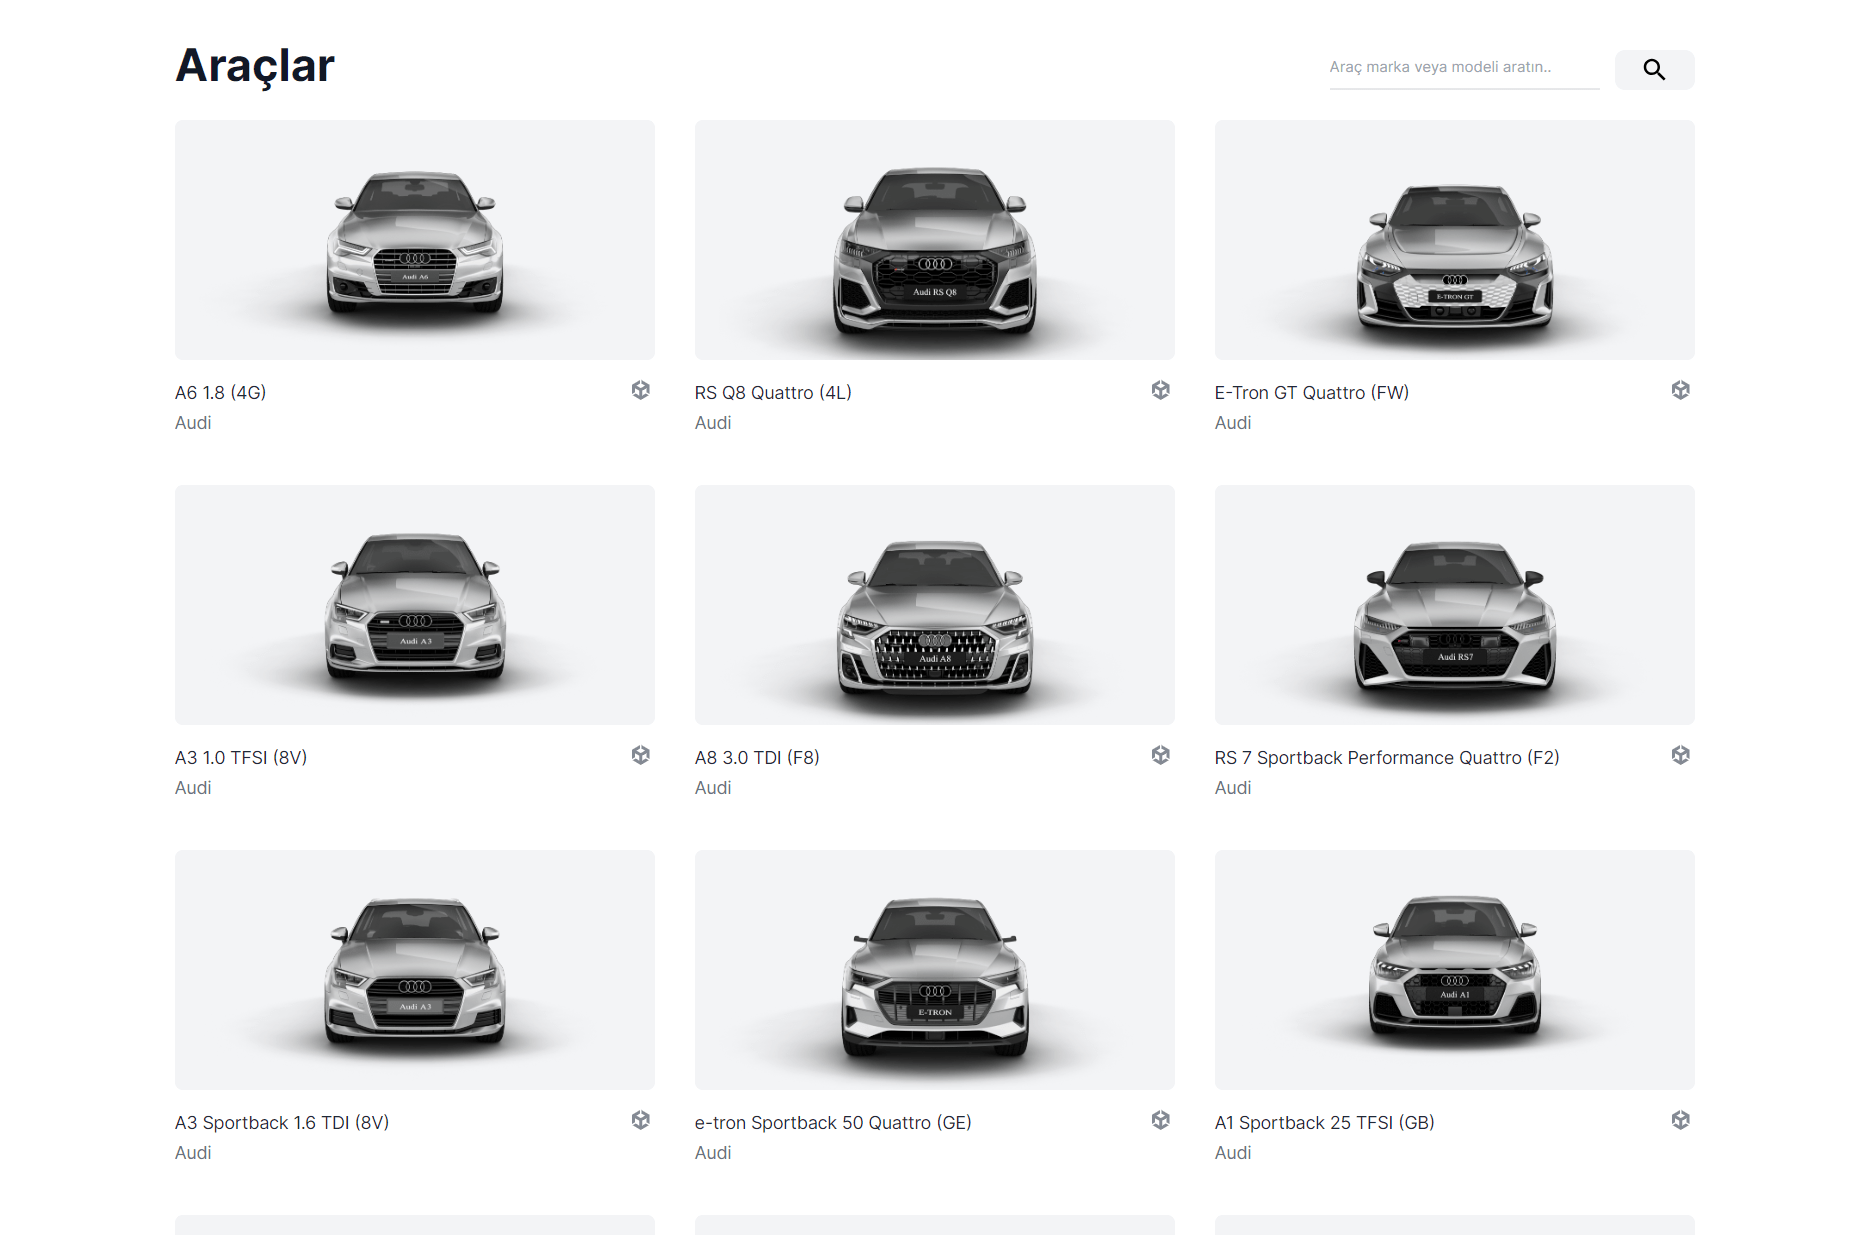 Araçlar
Araç marka veya modeli aratın..
Audi A6
Audi RS Q8
E-TRON GT
A6 1.8 (4G)
Audi
RS Q8 Quattro (4L)
Audi
E-Tron GT Quattro (FW)
Audi
Audi A3
Audi A8
Audi RS7
A3 1.0 TFSI (8V)
Audi
A8 3.0 TDI (F8)
Audi
RS 7 Sportback Performance Quattro (F2)
Audi
Audi A3
E-TRON
Audi A1
A3 Sportback 1.6 TDI (8V)
Audi
e-tron Sportback 50 Quattro (GE)
Audi
A1 Sportback 25 TFSI (GB)
Audi